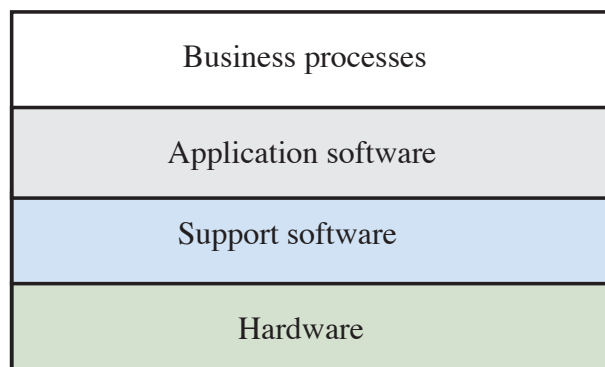 Business processes
Application software
Support software
Hardware